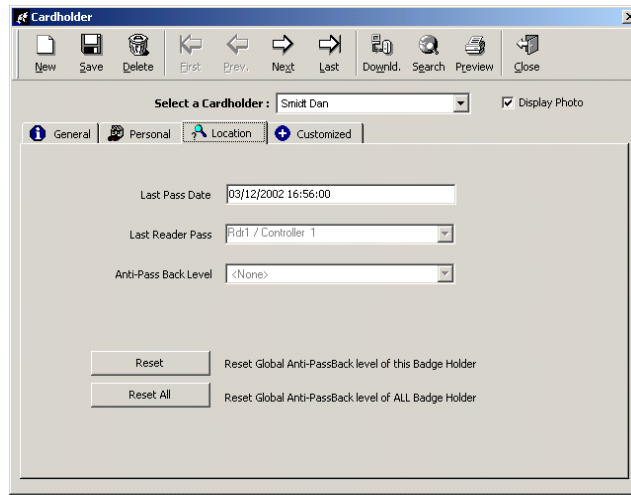 Cardholder
New Save Delete First Prev. Next Last Downld. Search Preview Close
Select a Cardholder : Smidt Dan Display Photo
General Personal Location Customized
Last Pass Date 03/12/2002 16:56:00
Last Reader Pass Rdr1 / Controller 1
Anti-Pass Back Level <None>
Reset Reset Global Anti-PassBack level of this Badge Holder
Reset All Reset Global Anti-PassBack level of ALL Badge Holder